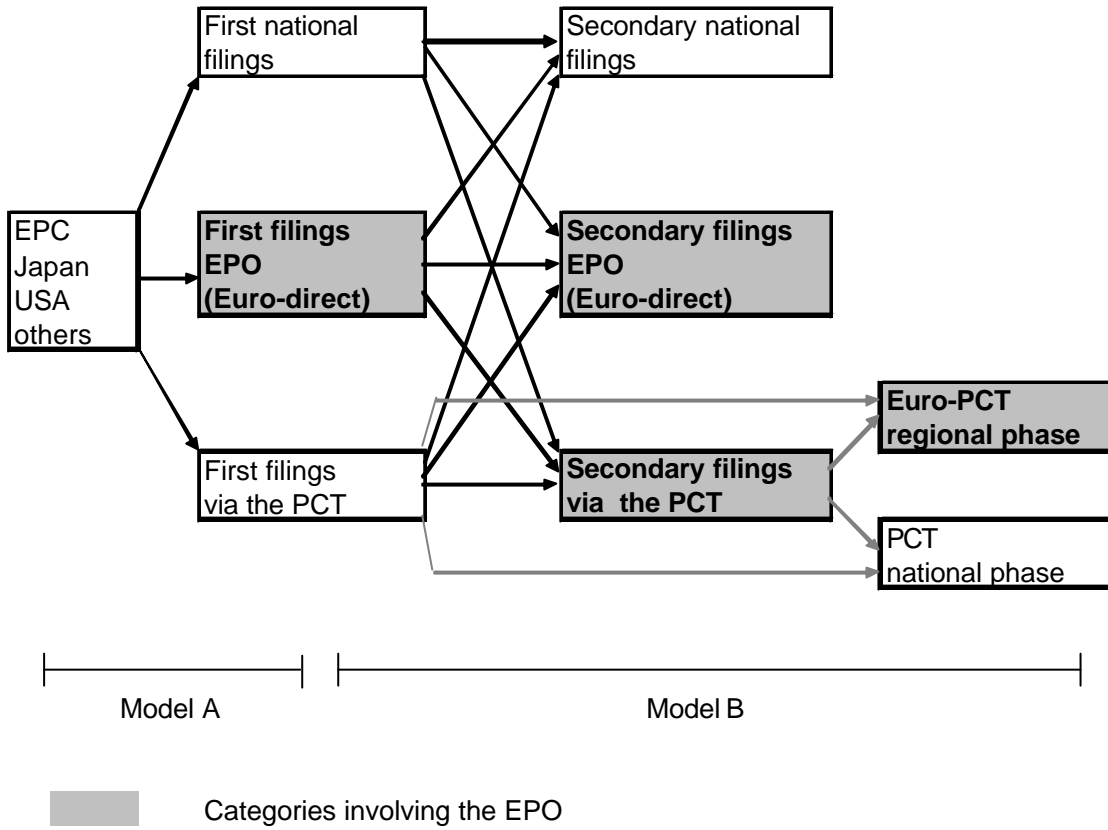 First national
filings
Secondary national
filings
EPC
Japan
USA
others
First filings
EPO
(Euro-direct)
Secondary filings
EPO
(Euro-direct)
Euro-PCT
regional phase
First filings
via the PCT
Secondary filings
via the PCT
PCT
national phase
Model A
Model B
Categories involving the EPO